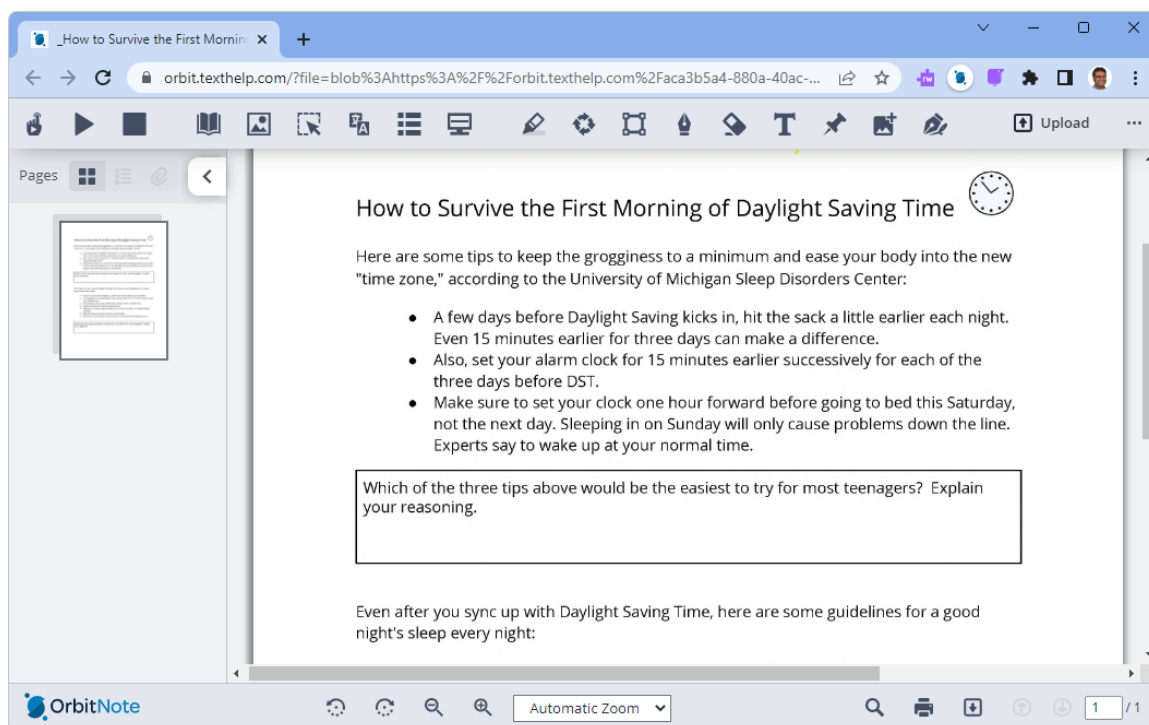 _How to Survive the First Mornin
orbit.texthelp.com/?file=blob%3Ahttps%3A%2F%2Forbit.texthelp.com%2Faca3b5a4-880a-40ac-...
Upload
Pages
How to Survive the First Morning of Daylight Saving Time
Here are some tips to keep the grogginess to a minimum and ease your body into the new
"time zone," according to the University of Michigan Sleep Disorders Center:
● A few days before Daylight Saving kicks in, hit the sack a little earlier each night.
Even 15 minutes earlier for three days can make a difference.
● Also, set your alarm clock for 15 minutes earlier successively for each of the
three days before DST.
● Make sure to set your clock one hour forward before going to bed this Saturday,
not the next day. Sleeping in on Sunday will only cause problems down the line.
Experts say to wake up at your normal time.
Which of the three tips above would be the easiest to try for most teenagers?  Explain
your reasoning.
Even after you sync up with Daylight Saving Time, here are some guidelines for a good
night's sleep every night:
OrbitNote
Automatic Zoom
1 / 1